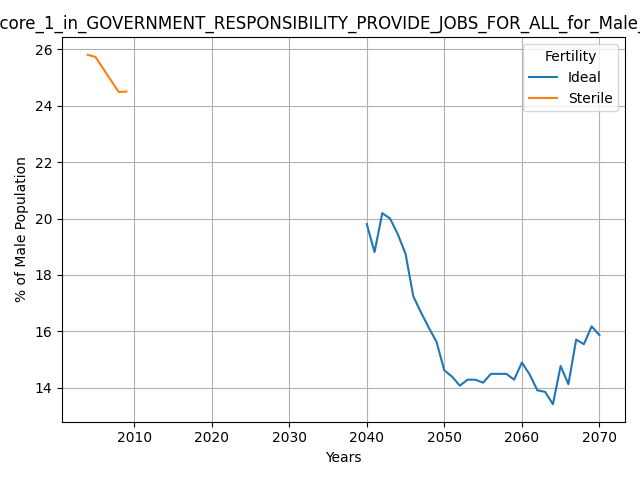 core_1_in_GOVERNMENT_RESPONSIBILITY_PROVIDE_JOBS_FOR_ALL_for_Male_
26
24
22
20
18
16
14
% of Male Population
Fertility
Ideal
Sterile
2010 2020 2030 2040 2050 2060 2070
Years